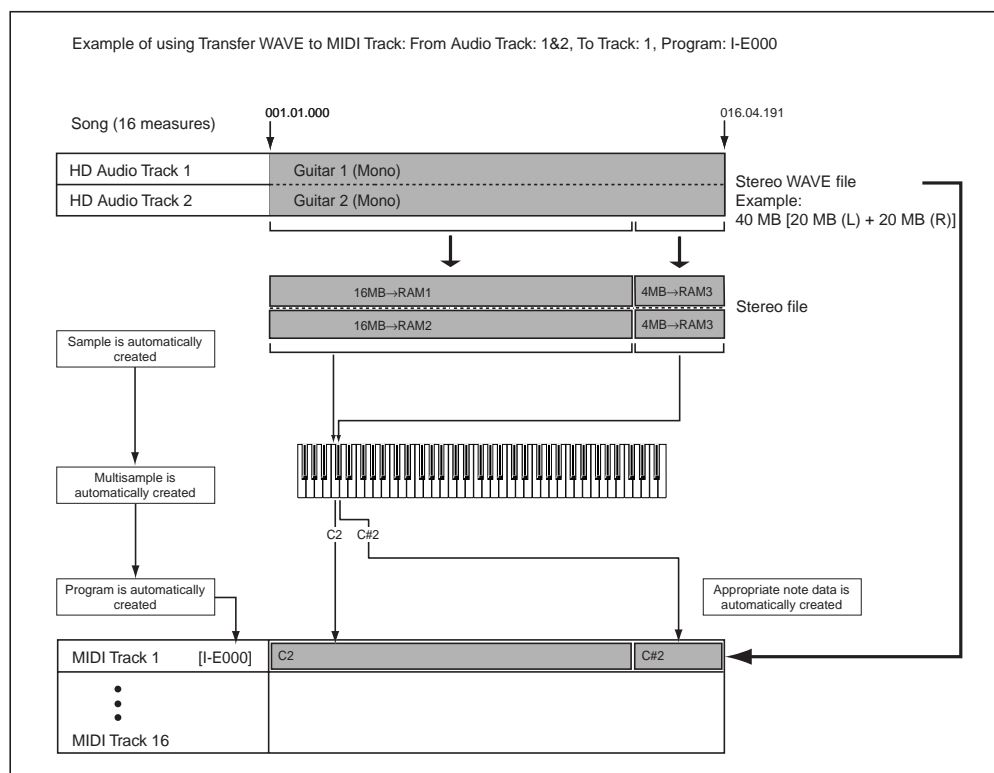 Example of using Transfer WAVE to MIDI Track: From Audio Track: 1&2, To Track: 1, Program: I-E000
001.01.000
016.04.191
Song (16 measures)
HD Audio Track 1
Guitar 1 (Mono)
HD Audio Track 2
Guitar 2 (Mono)
Stereo WAVE file
Example:
40 MB [20 MB (L) + 20 MB (R)]
16MB→RAM1
4MB→RAM3
16MB→RAM2
4MB→RAM3
Stereo file
Sample is automatically
created
Multisample is
automatically created
C2
C#2
Program is automatically
created
Appropriate note data is
automatically created
MIDI Track 1
[I-E000]
C2
C#2
MIDI Track 16